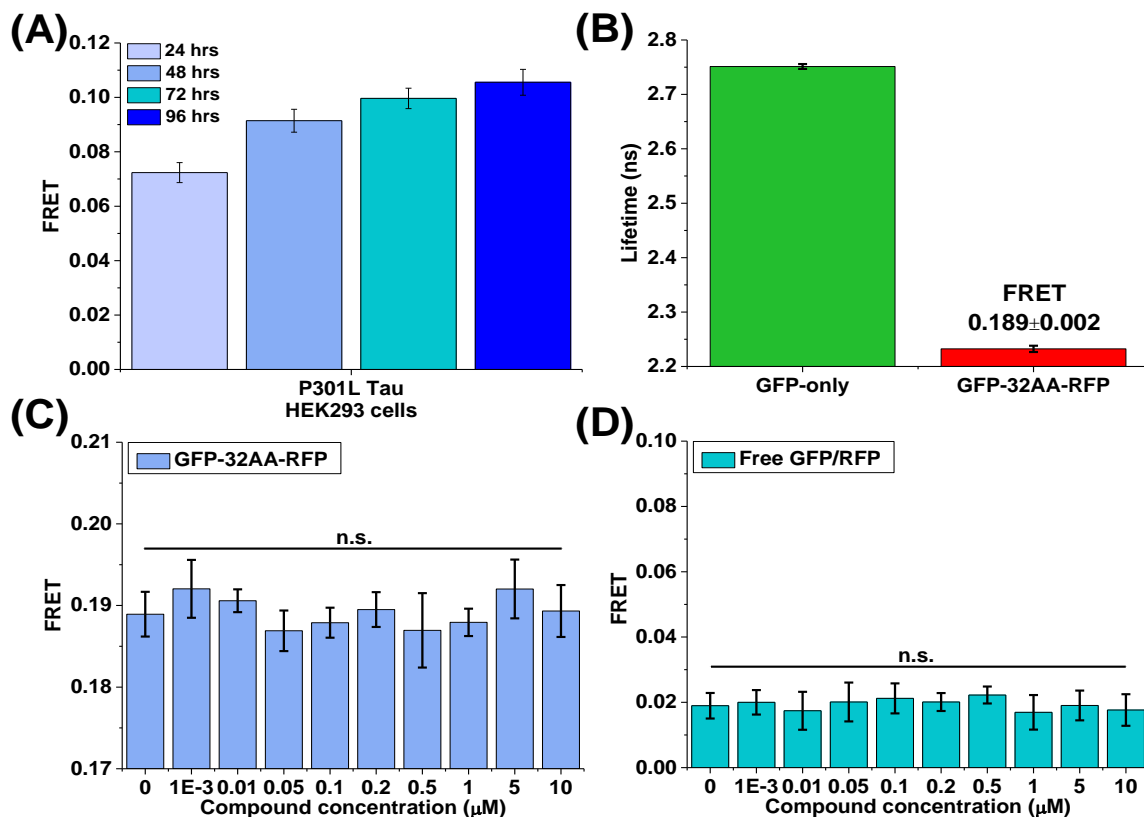 (A)
0.12
0.10
0.08
0.06
0.04
0.02
0.00
FRET
24 hrs
48 hrs
72 hrs
96 hrs
P301L Tau
HEK293 cells
(B)
2.8
2.7
2.6
2.5
2.4
2.3
2.2
Lifetime (ns)
FRET
0.189±0.002
GFP-only
GFP-32AA-RFP
(C)
0.21
0.20
0.19
0.18
0.17
FRET
GFP-32AA-RFP
n.s.
0 1E-3 0.01 0.05 0.1 0.2 0.5 1 5 10
Compound concentration (μM)
(D)
0.10
0.08
0.06
0.04
0.02
0.00
FRET
Free GFP/RFP
n.s.
0 1E-3 0.01 0.05 0.1 0.2 0.5 1 5 10
Compound concentration (μM)